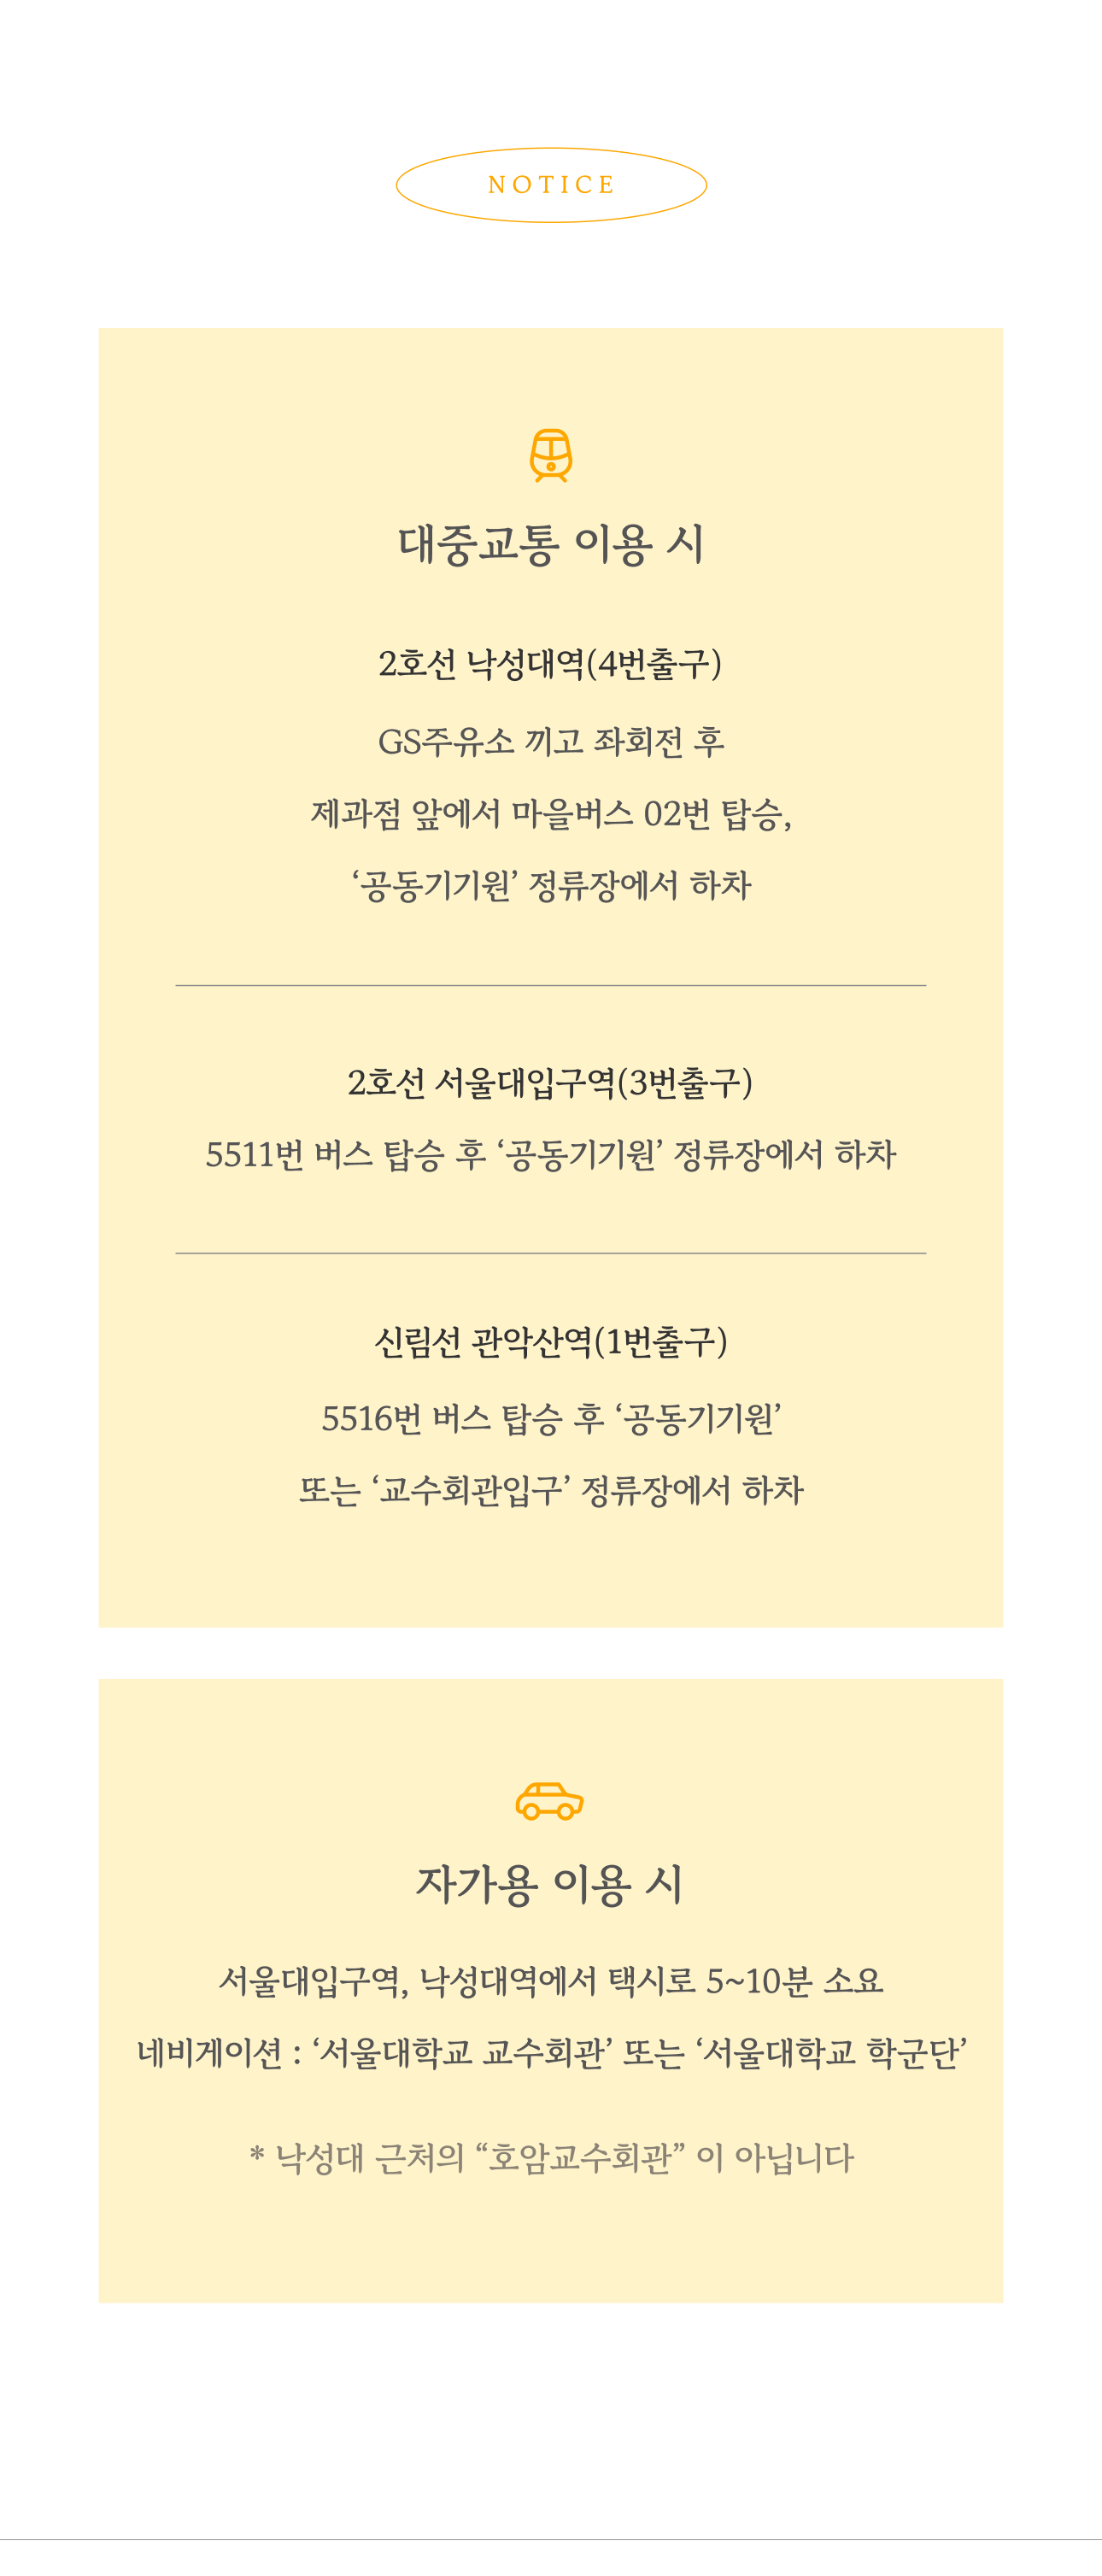 NOTICE
대중교통 이용 시
2호선 낙성대역(4번출구)
GS주유소 끼고 좌회전 후
제과점 앞에서 마을버스 02번 탑승,
‘공동기기원’ 정류장에서 하차
2호선 서울대입구역(3번출구)
5511번 버스 탑승 후 ‘공동기기원’ 정류장에서 하차
신림선 관악산역(1번출구)
5516번 버스 탑승 후 ‘공동기기원’
또는 ‘교수회관입구’ 정류장에서 하차
자가용 이용 시
서울대입구역, 낙성대역에서 택시로 5~10분 소요
네비게이션 : ‘서울대학교 교수회관’ 또는 ‘서울대학교 학군단’
* 낙성대 근처의 “호암교수회관” 이 아닙니다